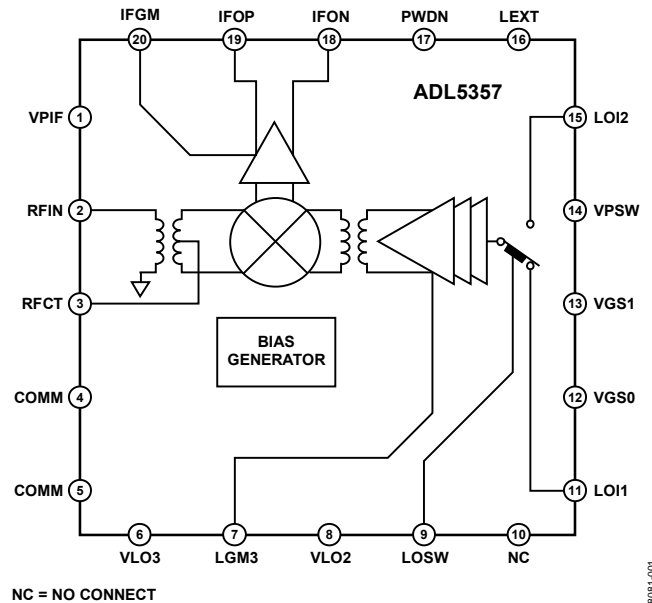 IFGM IFOP IFON PWDN LEXT
20 19 18 17 16
ADL5357
VPIF 1
15 LOI2
RFIN 2
14 VPSW
RFCT 3
13 VGS1
BIAS
GENERATOR
COMM 4
12 VGS0
COMM 5
11 LOI1
6 7 8 9 10
VLO3 LGM3 VLO2 LOSW NC
NC = NO CONNECT